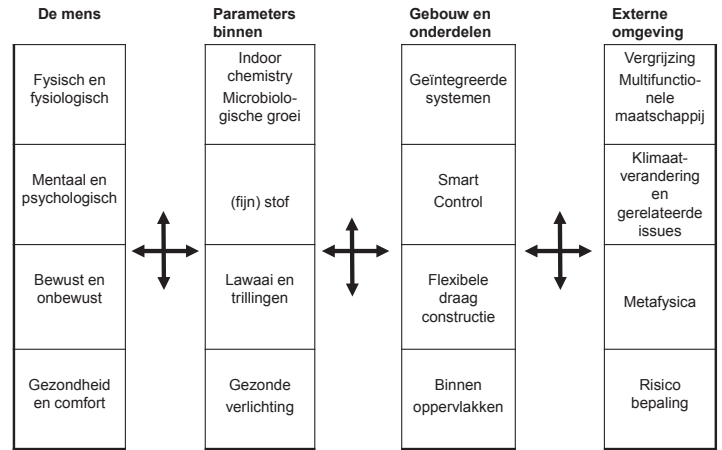 De mens
Fysisch en
fysiologisch
Mentaal en
psychologisch
Bewust en
onbewust
Gezondheid
en comfort
Parameters
binnen
Indoor
chemistry
Microbiolo-
gische groei
(fijn) stof
Lawaai en
trillingen
Gezonde
verlichting
Gebouw en
onderdelen
Geïntegreerde
systemen
Smart
Control
Flexibele
draag
constructie
Binnen
oppervlakken
Externe
omgeving
Vergrijzing
Multifunctio-
nele
maatschappij
Klimaat-
verandering
en
gerelateerde
issues
Metafysica
Risico
bepaling